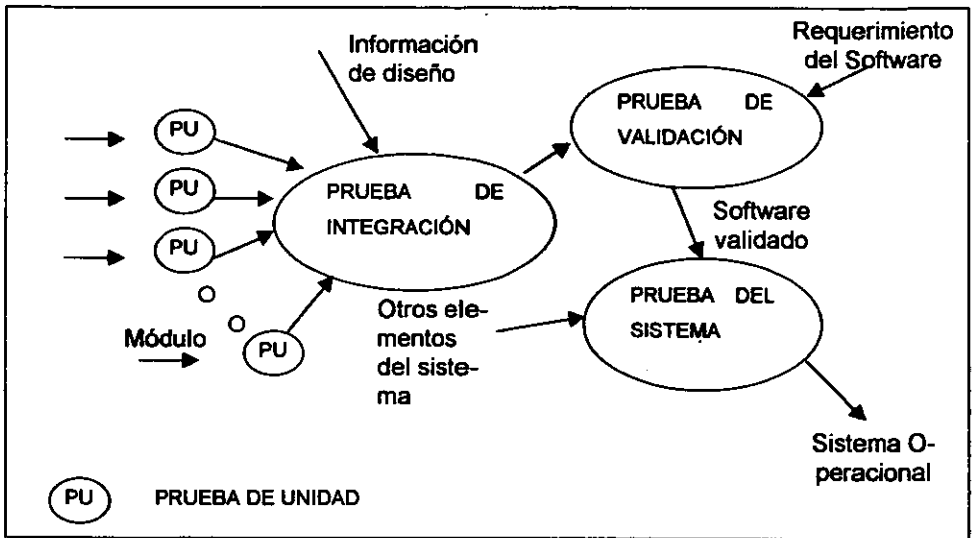 Información
de diseño
Requerimiento
del Software
PU
PU
PU
PU
Módulo
PRUEBA DE
INTEGRACIÓN
PRUEBA DE
VALIDACIÓN
Software
validado
Otros ele-
mentos
del siste-
ma
PRUEBA DEL
SISTEMA
Sistema O-
peracional
PU
PRUEBA DE UNIDAD